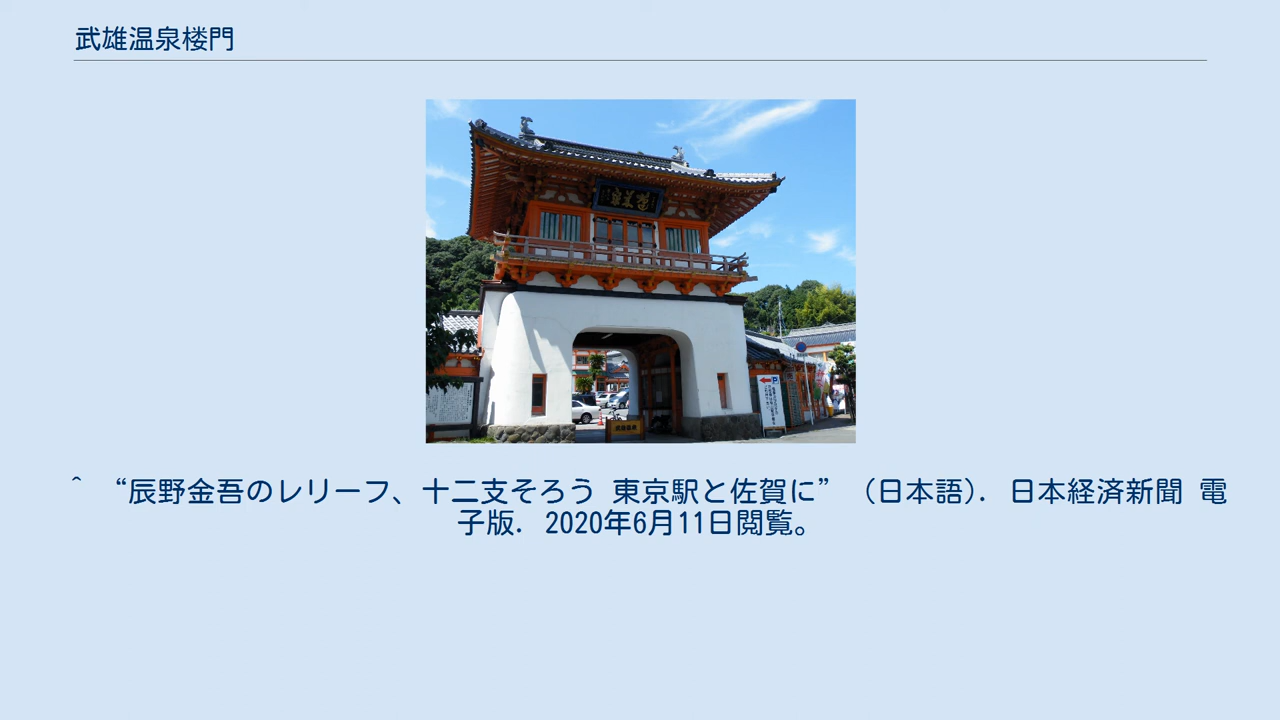 武雄温泉楼門
^ “辰野金吾のレリーフ、十二支そろう 東京駅と佐賀に” (日本語). 日本経済新聞 電
子版. 2020年6月11日閲覧。